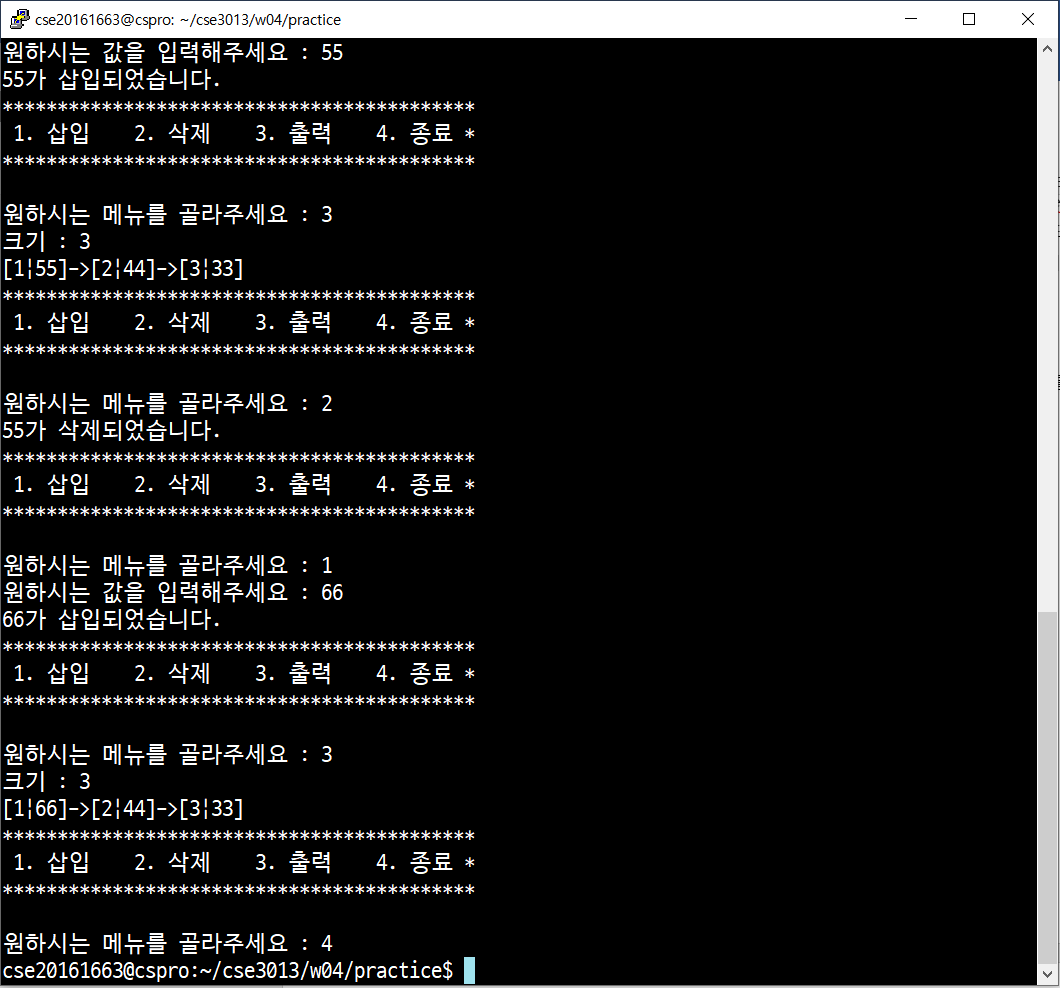 cse20161663@cspro: ~/cse3013/w04/practice
원하시는 값을 입력해주세요 : 55
55가 삽입되었습니다.
*******************************************
 1. 삽입    2. 삭제    3. 출력    4. 종료 *
*******************************************

원하시는 메뉴를 골라주세요 : 3
크기 : 3
[1¦55]->[2¦44]->[3¦33]
*******************************************
 1. 삽입    2. 삭제    3. 출력    4. 종료 *
*******************************************

원하시는 메뉴를 골라주세요 : 2
55가 삭제되었습니다.
*******************************************
 1. 삽입    2. 삭제    3. 출력    4. 종료 *
*******************************************

원하시는 메뉴를 골라주세요 : 1
원하시는 값을 입력해주세요 : 66
66가 삽입되었습니다.
*******************************************
 1. 삽입    2. 삭제    3. 출력    4. 종료 *
*******************************************

원하시는 메뉴를 골라주세요 : 3
크기 : 3
[1¦66]->[2¦44]->[3¦33]
*******************************************
 1. 삽입    2. 삭제    3. 출력    4. 종료 *
*******************************************

원하시는 메뉴를 골라주세요 : 4
cse20161663@cspro:~/cse3013/w04/practice$